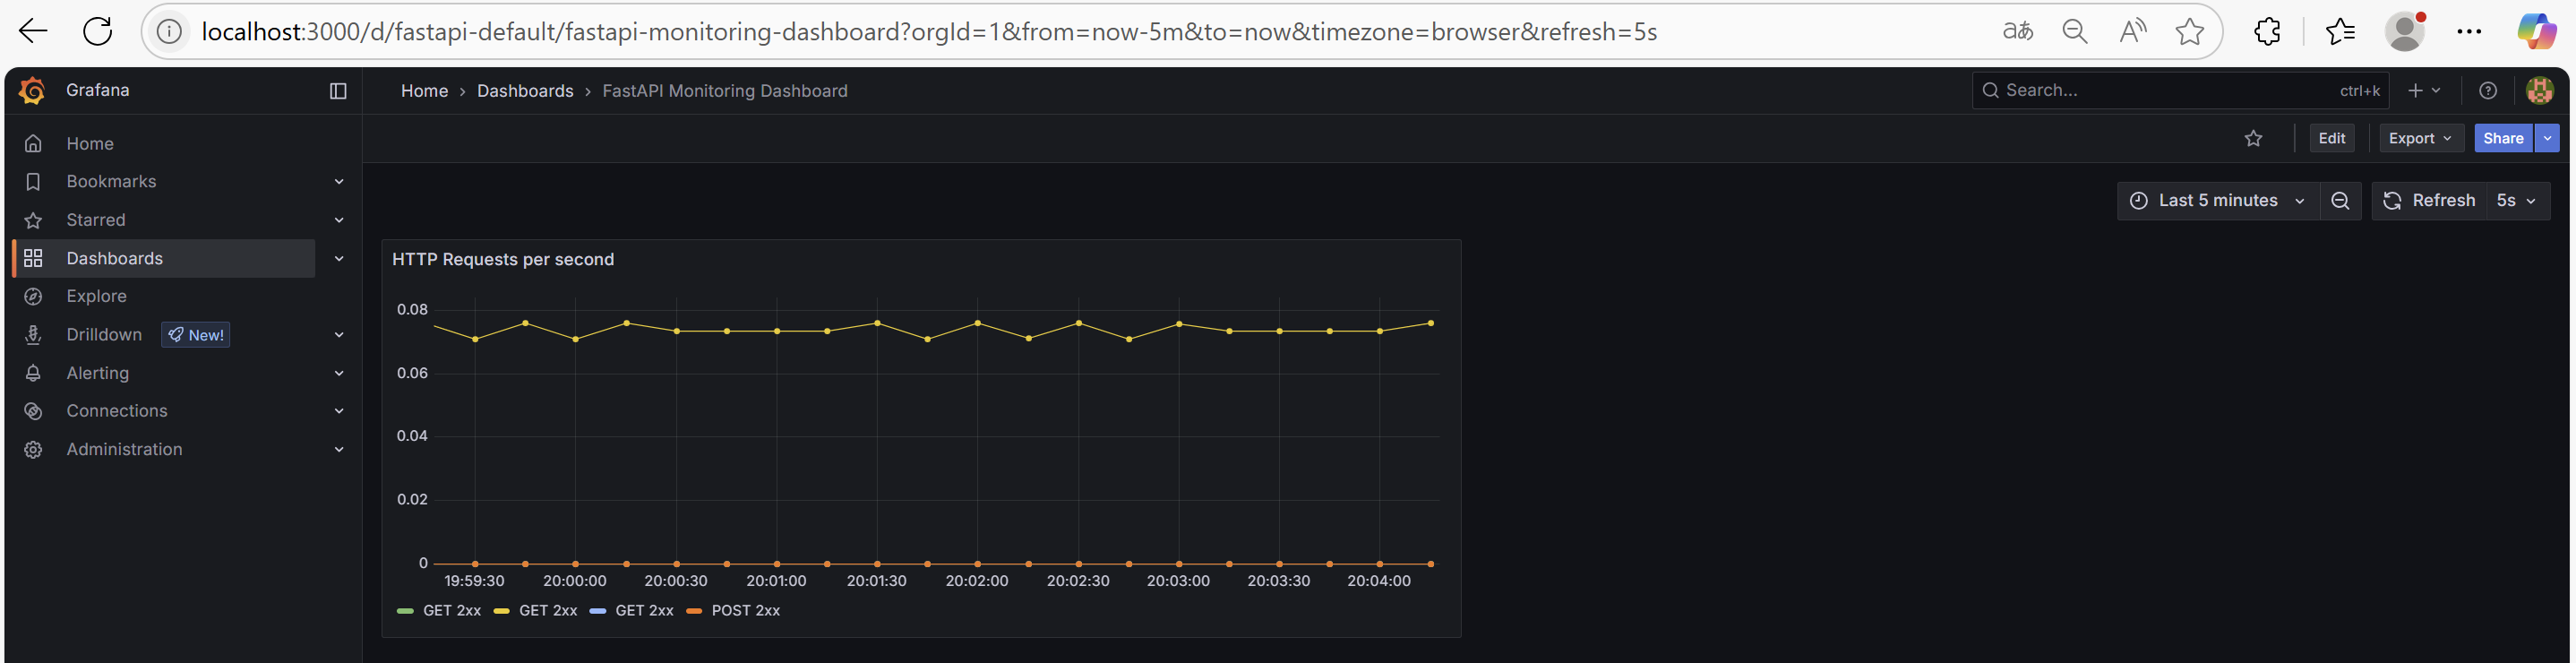 localhost:3000/d/fastapi-default/fastapi-monitoring-dashboard?orgId=1&from=now-5m&to=now&timezone=browser&refresh=5s
aあ
A
Grafana
Home › Dashboards › FastAPI Monitoring Dashboard
Search... ctrl+k
Edit Export Share
Home
Bookmarks
Starred
Dashboards
Explore
Drilldown New!
Alerting
Connections
Administration
Last 5 minutes Refresh 5s
HTTP Requests per second
0.08
0.06
0.04
0.02
0
19:59:30 20:00:00 20:00:30 20:01:00 20:01:30 20:02:00 20:02:30 20:03:00 20:03:30 20:04:00
GET 2xx GET 2xx GET 2xx POST 2xx